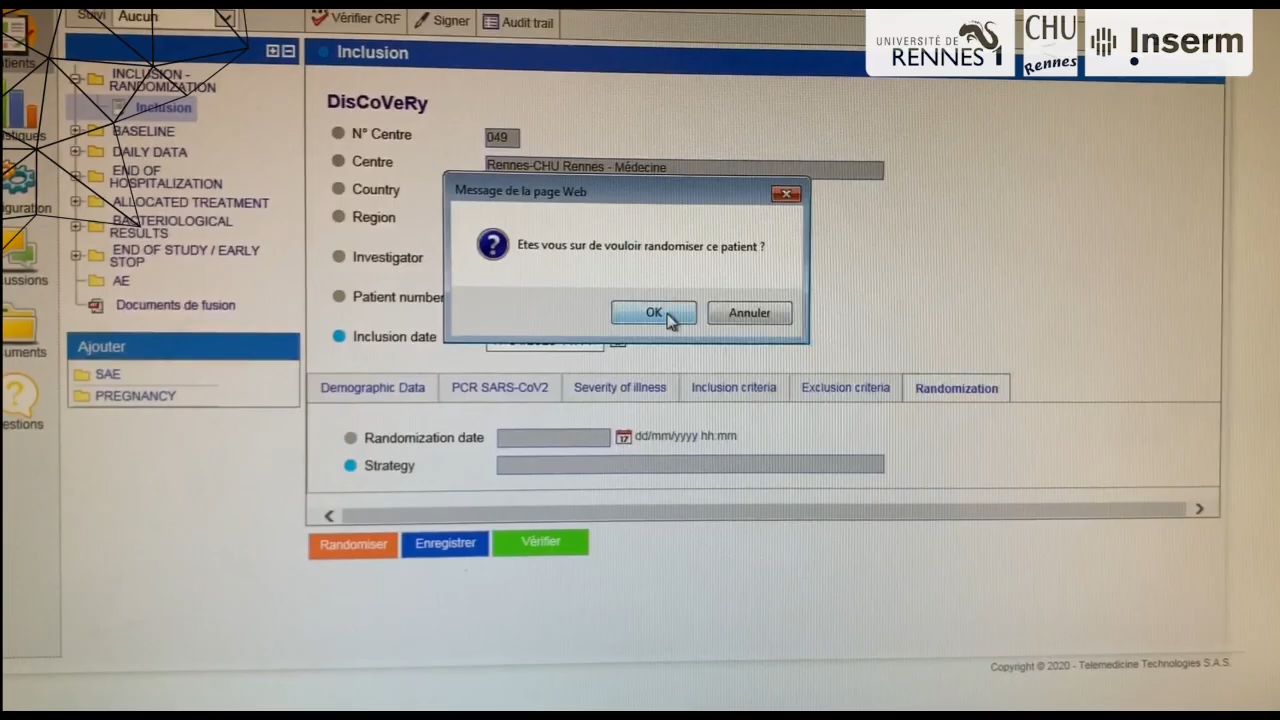 Suivi Aucun
Vérifier CRF
Signer
Audit trail
UNIVERSITÉ DE
RENNES 1
CHU
Rennes
Inserm
Inclusion
INCLUSION -
RANDOMIZATION
Inclusion
BASELINE
DAILY DATA
END OF
HOSPITALIZATION
ALLOCATED TREATMENT
BACTERIOLOGICAL
RESULTS
END OF STUDY / EARLY
STOP
AE
Documents de fusion
Ajouter
SAE
PREGNANCY
DisCoVeRy
N° Centre 049
Centre Rennes-CHU Rennes - Médecine
Country
Region
Investigator
Patient number
Inclusion date
Message de la page Web
Etes vous sur de vouloir randomiser ce patient ?
OK
Annuler
Demographic Data
PCR SARS-CoV2
Severity of illness
Inclusion criteria
Exclusion criteria
Randomization
Randomization date 17 dd/mm/yyyy hh:mm
Strategy
Randomiser
Enregistrer
Vérifier
Copyright © 2020 - Telemedicine Technologies S.A.S.